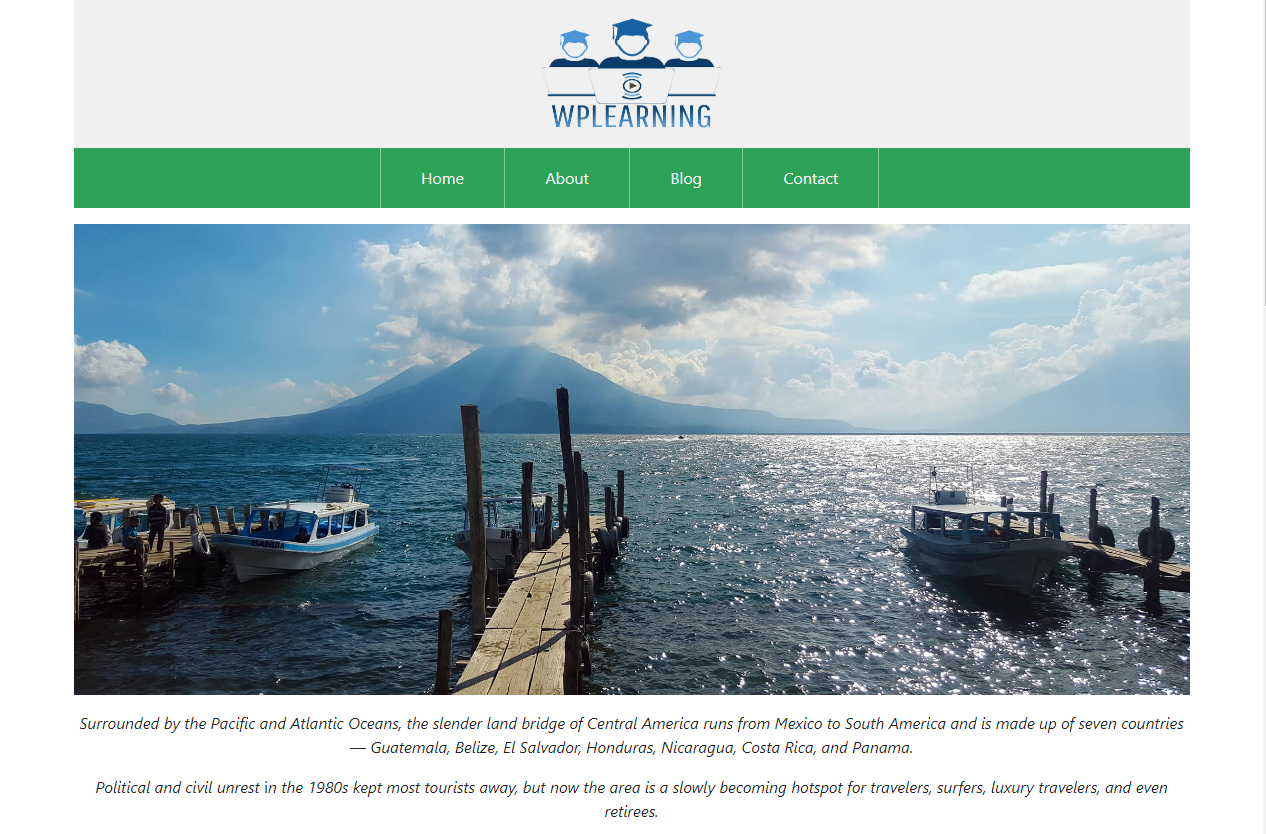 WPLEARNING
Home About Blog Contact
Surrounded by the Pacific and Atlantic Oceans, the slender land bridge of Central America runs from Mexico to South America and is made up of seven countries
— Guatemala, Belize, El Salvador, Honduras, Nicaragua, Costa Rica, and Panama.
Political and civil unrest in the 1980s kept most tourists away, but now the area is a slowly becoming hotspot for travelers, surfers, luxury travelers, and even
retirees.